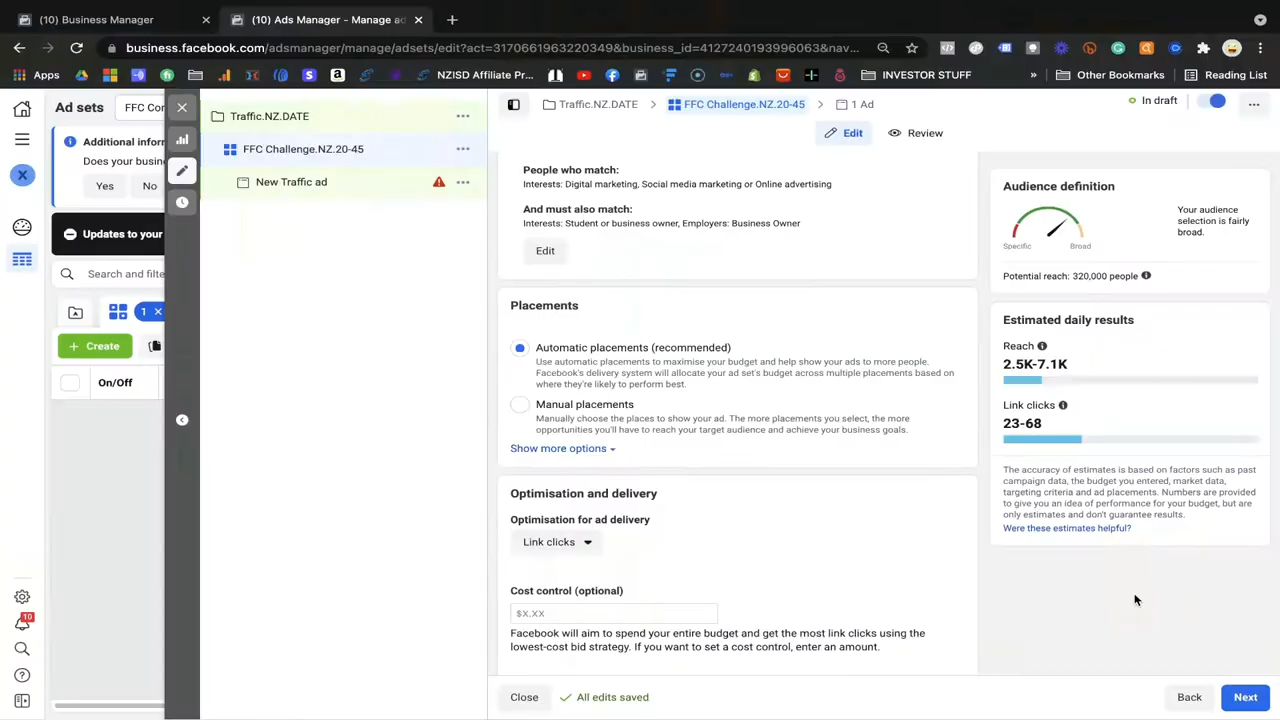 (10) Business Manager
(10) Ads Manager - Manage ad
business.facebook.com/adsmanager/manage/adsets/edit?act=3170661963220349&business_id=4127240193996063&nav...
Apps
NZISD Affiliate Pr...
INVESTOR STUFF
»
Other Bookmarks
Reading List
Ad sets
FFC Cor
Additional inforr
Does your busin
Yes
No
Updates to your
Search and filte
1
Create
On/Off
10
Traffic.NZ.DATE
FFC Challenge.NZ.20-45
New Traffic ad
Traffic.NZ.DATE
FFC Challenge.NZ.20-45
1 Ad
In draft
Edit
Review
People who match:
Interests: Digital marketing, Social media marketing or Online advertising
And must also match:
Interests: Student or business owner, Employers: Business Owner
Edit
Placements
Automatic placements (recommended)
Use automatic placements to maximise your budget and help show your ads to more people.
Facebook's delivery system will allocate your ad set's budget across multiple placements based on
where they're likely to perform best.
Manual placements
Manually choose the places to show your ad. The more placements you select, the more
opportunities you'll have to reach your target audience and achieve your business goals.
Show more options
Optimisation and delivery
Optimisation for ad delivery
Link clicks
Cost control (optional)
$X.XX
Facebook will aim to spend your entire budget and get the most link clicks using the
lowest-cost bid strategy. If you want to set a cost control, enter an amount.
Audience definition
Specific
Broad
Your audience
selection is fairly
broad.
Potential reach: 320,000 people
Estimated daily results
Reach
2.5K-7.1K
Link clicks
23-68
The accuracy of estimates is based on factors such as past
campaign data, the budget you entered, market data,
targeting criteria and ad placements. Numbers are provided
to give you an idea of performance for your budget, but are
only estimates and don't guarantee results.
Were these estimates helpful?
Close
All edits saved
Back
Next